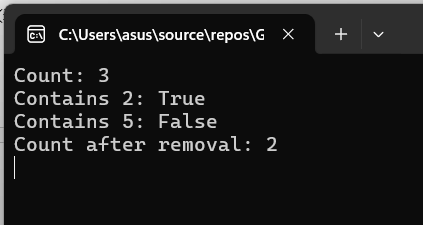 C:\Users\asus\source\repos\G
Count: 3
Contains 2: True
Contains 5: False
Count after removal: 2